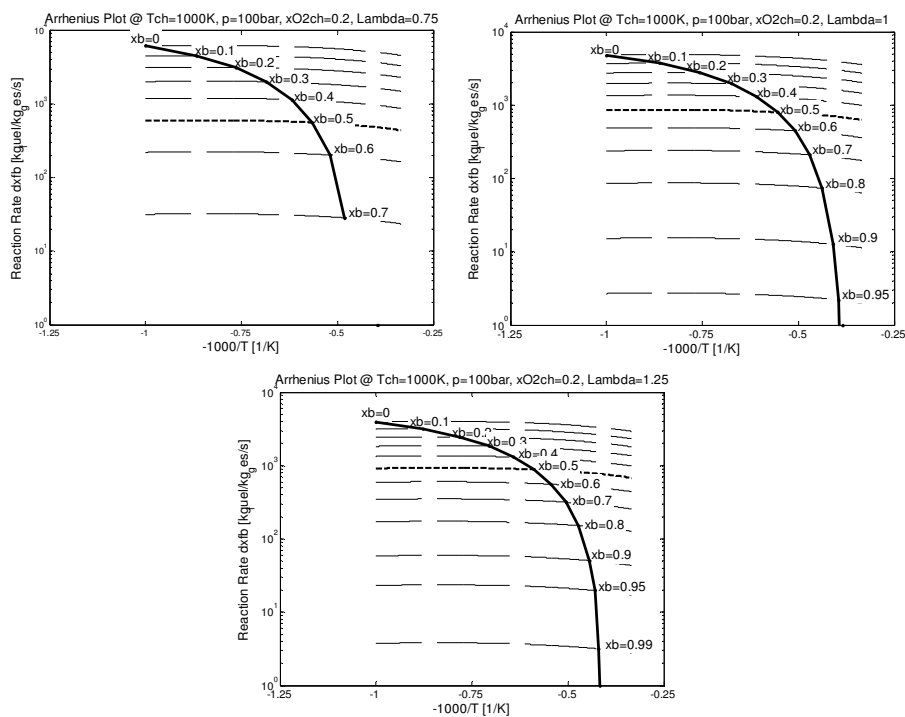 Arrhenius Plot @ Tch=1000K, p=100bar, xO2ch=0.2, Lambda=0.75
Reaction Rate dxfb [kguel/kg_ges/s]
10^4
10^3
10^2
10^1
10^0
xb=0
xb=0.1
xb=0.2
xb=0.3
xb=0.4
xb=0.5
xb=0.6
xb=0.7
-1.25
-1
-0.75
-0.5
-0.25
-1000/T [1/K]
Arrhenius Plot @ Tch=1000K, p=100bar, xO2ch=0.2, Lambda=1
Reaction Rate dxfb [kguel/kg_ges/s]
10^4
10^3
10^2
10^1
10^0
xb=0
xb=0.1
xb=0.2
xb=0.3
xb=0.4
xb=0.5
xb=0.6
xb=0.7
xb=0.8
xb=0.9
xb=0.95
-1.25
-1
-0.75
-0.5
-0.25
-1000/T [1/K]
Arrhenius Plot @ Tch=1000K, p=100bar, xO2ch=0.2, Lambda=1.25
Reaction Rate dxfb [kguel/kg_ges/s]
10^4
10^3
10^2
10^1
10^0
xb=0
xb=0.1
xb=0.3
xb=0.4
xb=0.5
xb=0.6
xb=0.7
xb=0.8
xb=0.9
xb=0.95
xb=0.99
-1.25
-1
-0.75
-0.5
-0.25
-1000/T [1/K]